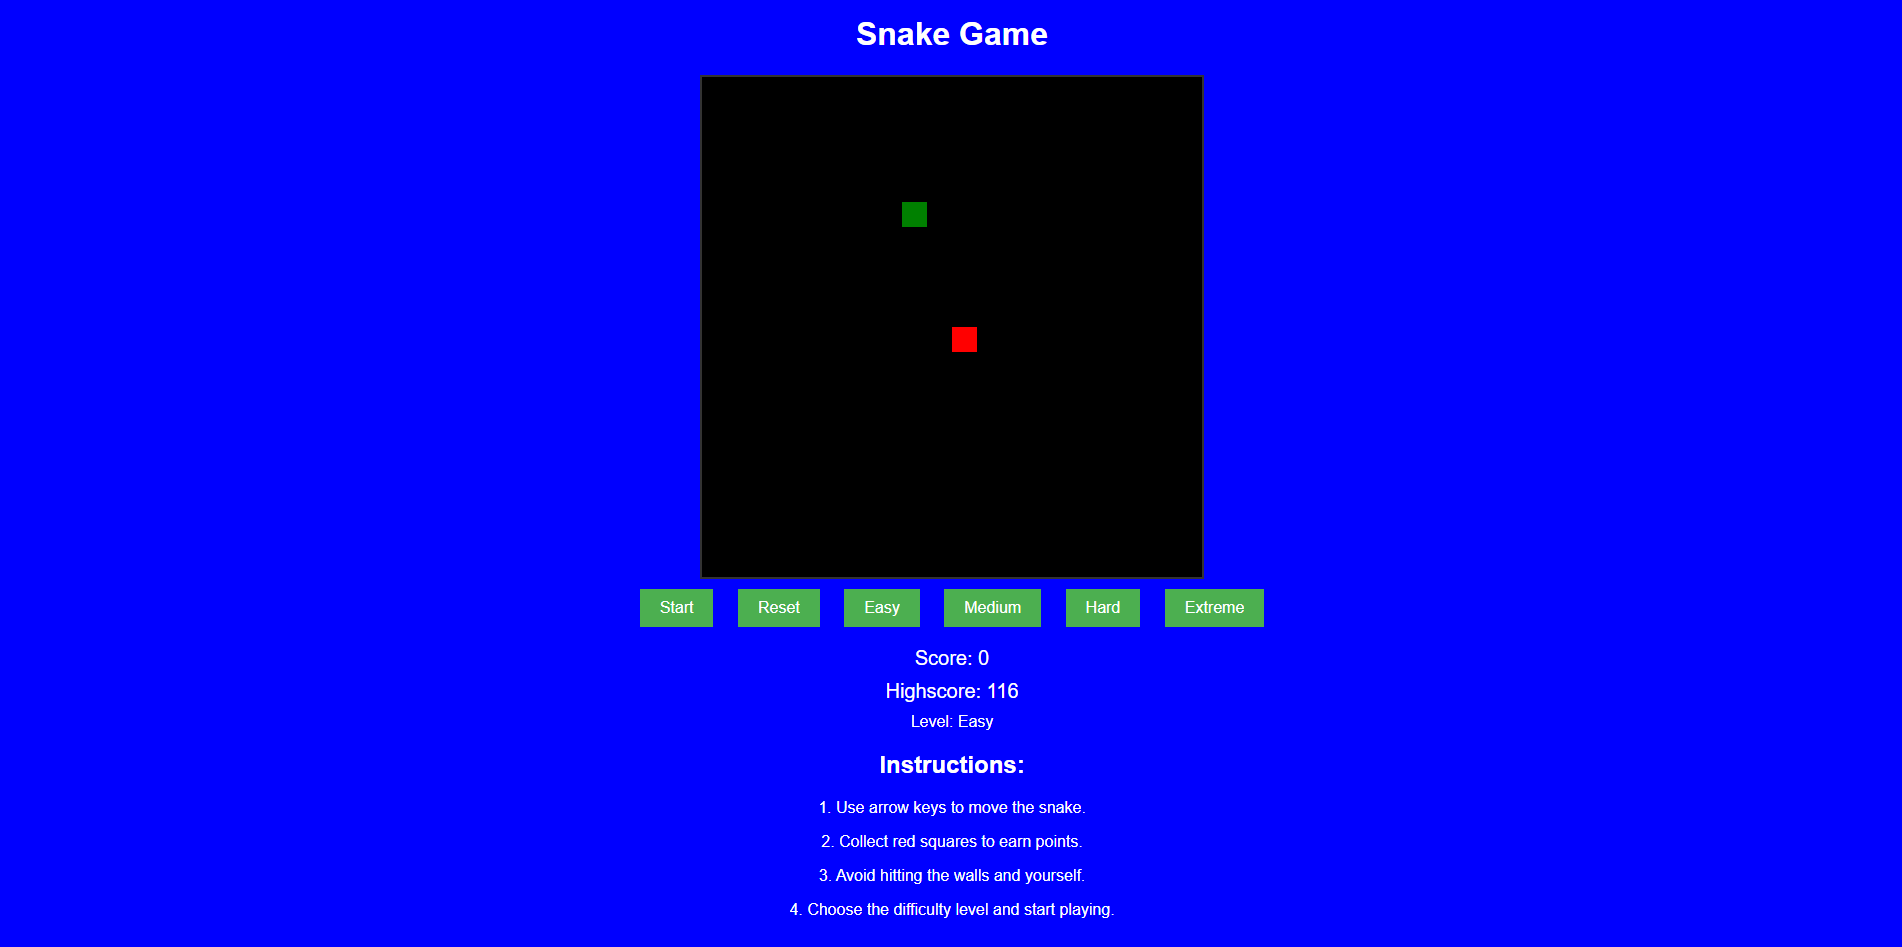 Snake Game
Start Reset Easy Medium Hard Extreme
Score: 0
Highscore: 116
Level: Easy
Instructions:
1. Use arrow keys to move the snake.
2. Collect red squares to earn points.
3. Avoid hitting the walls and yourself.
4. Choose the difficulty level and start playing.